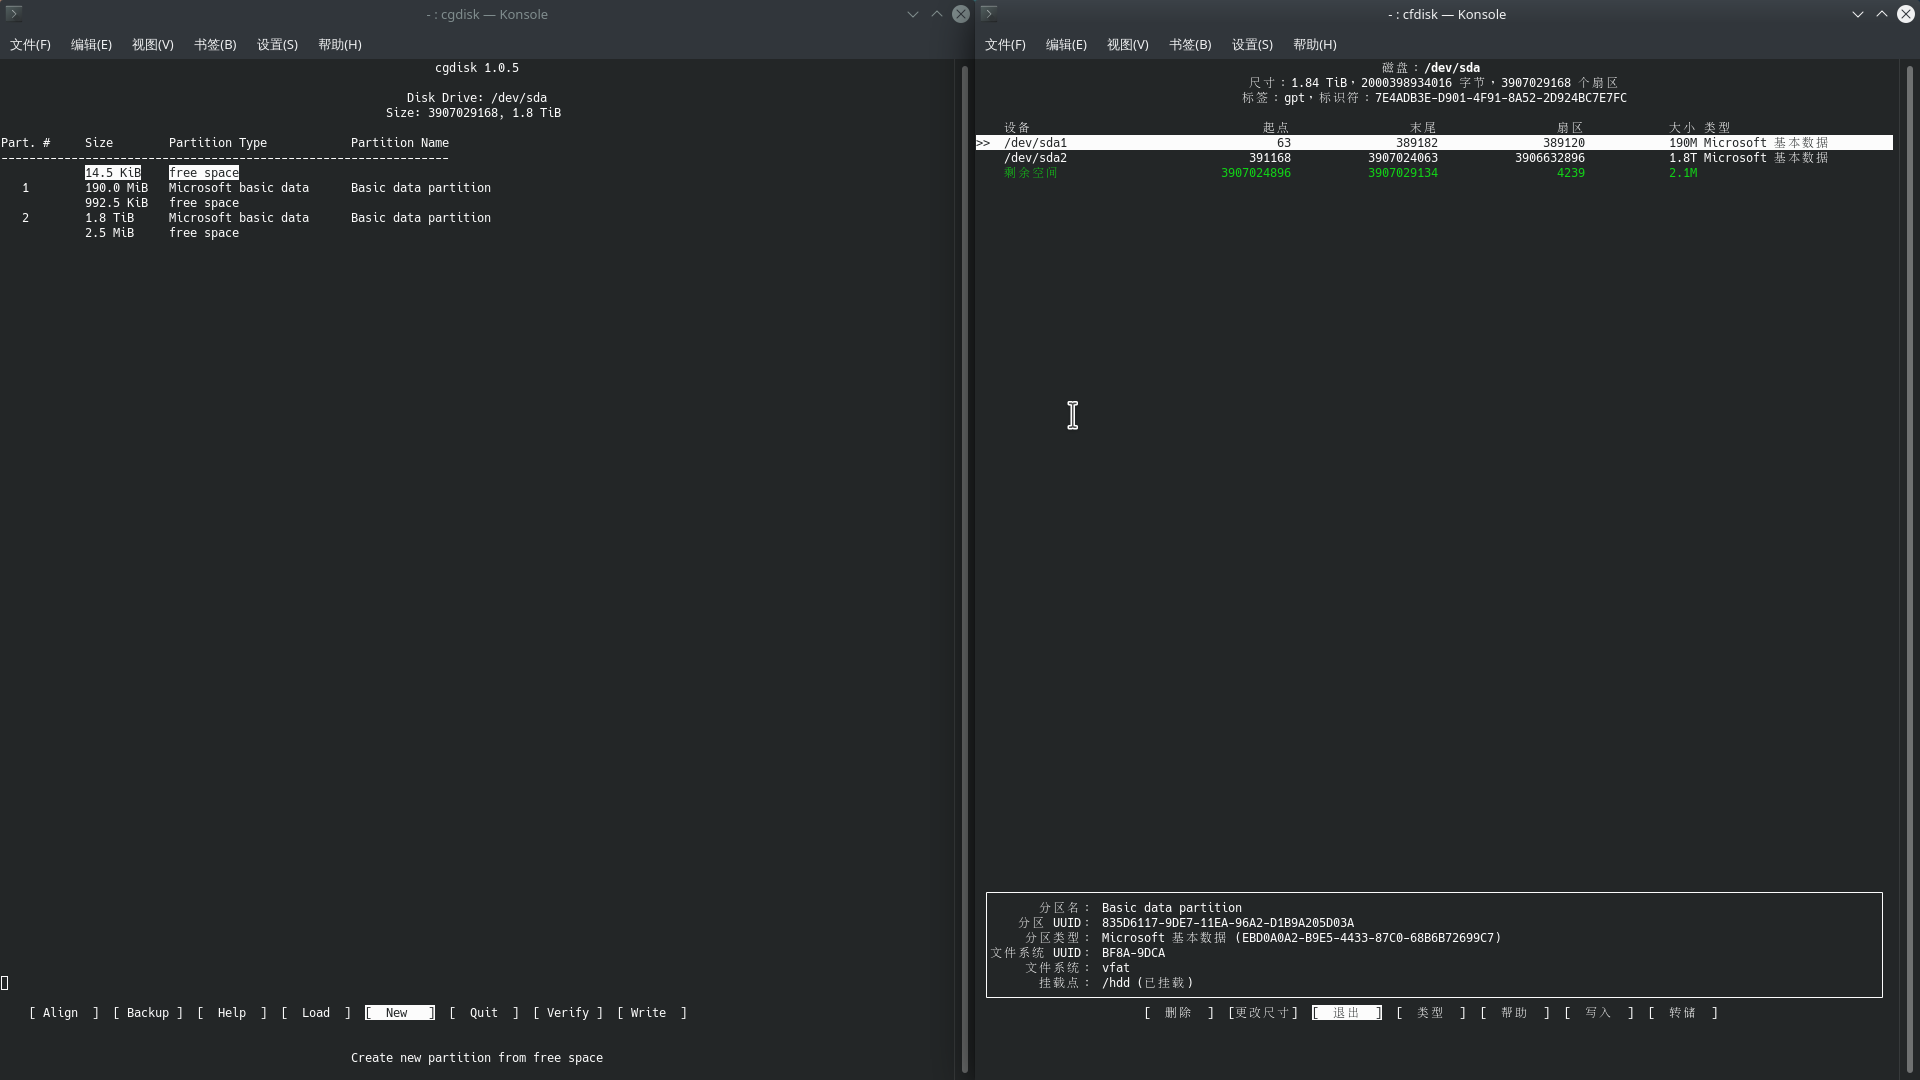 - : cgdisk — Konsole
文件(F) 编辑(E) 视图(V) 书签(B) 设置(S) 帮助(H)
cgdisk 1.0.5
Disk Drive: /dev/sda
Size: 3907029168, 1.8 TiB
Part. # Size Partition Type Partition Name
----------------------------------------------------------------
14.5 KiB free space
1 190.0 MiB Microsoft basic data Basic data partition
992.5 KiB free space
2 1.8 TiB Microsoft basic data Basic data partition
2.5 MiB free space
[ Align ] [ Backup ] [ Help ] [ Load ] [ New ] [ Quit ] [ Verify ] [ Write ]
Create new partition from free space
- : cfdisk — Konsole
文件(F) 编辑(E) 视图(V) 书签(B) 设置(S) 帮助(H)
磁盘：/dev/sda
尺寸：1.84 TiB，2000398934016 字节，3907029168 个扇区
标签：gpt，标识符：7E4ADB3E-D901-4F91-8A52-2D924BC7E7FC
设备 起点 末尾 扇区 大小 类型
>> /dev/sda1 63 389182 389120 190M Microsoft 基本数据
/dev/sda2 391168 3907024063 3906632896 1.8T Microsoft 基本数据
剩余空间 3907024896 3907029134 4239 2.1M
分区名： Basic data partition
分区 UUID： 835D6117-9DE7-11EA-96A2-D1B9A205D03A
分区类型： Microsoft 基本数据 (EBD0A0A2-B9E5-4433-87C0-68B6B72699C7)
文件系统 UUID： BF8A-9DCA
文件系统： vfat
挂载点： /hdd (已挂载)
[ 删除 ] [更改尺寸] [ 退出 ] [ 类型 ] [ 帮助 ] [ 写入 ] [ 转储 ]